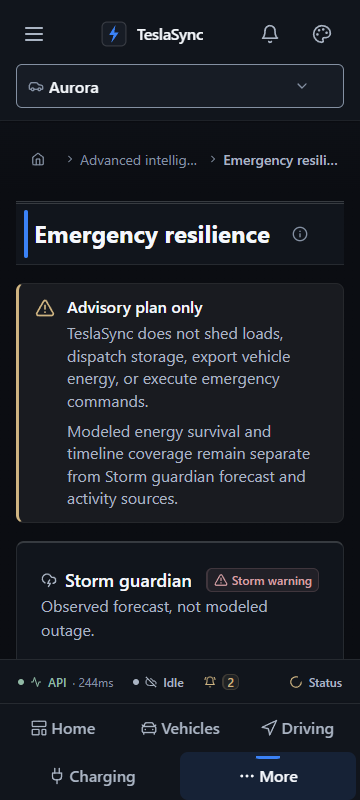 TeslaSync
Aurora
Advanced intellig...
Emergency resili...
Emergency resilience
Advisory plan only
TeslaSync does not shed loads,
dispatch storage, export vehicle
energy, or execute emergency
commands.
Modeled energy survival and
timeline coverage remain separate
from Storm guardian forecast and
activity sources.
Storm guardian
Storm warning
Observed forecast, not modeled
outage.
API · 244ms
Idle
2
Status
Home
Vehicles
Driving
Charging
More